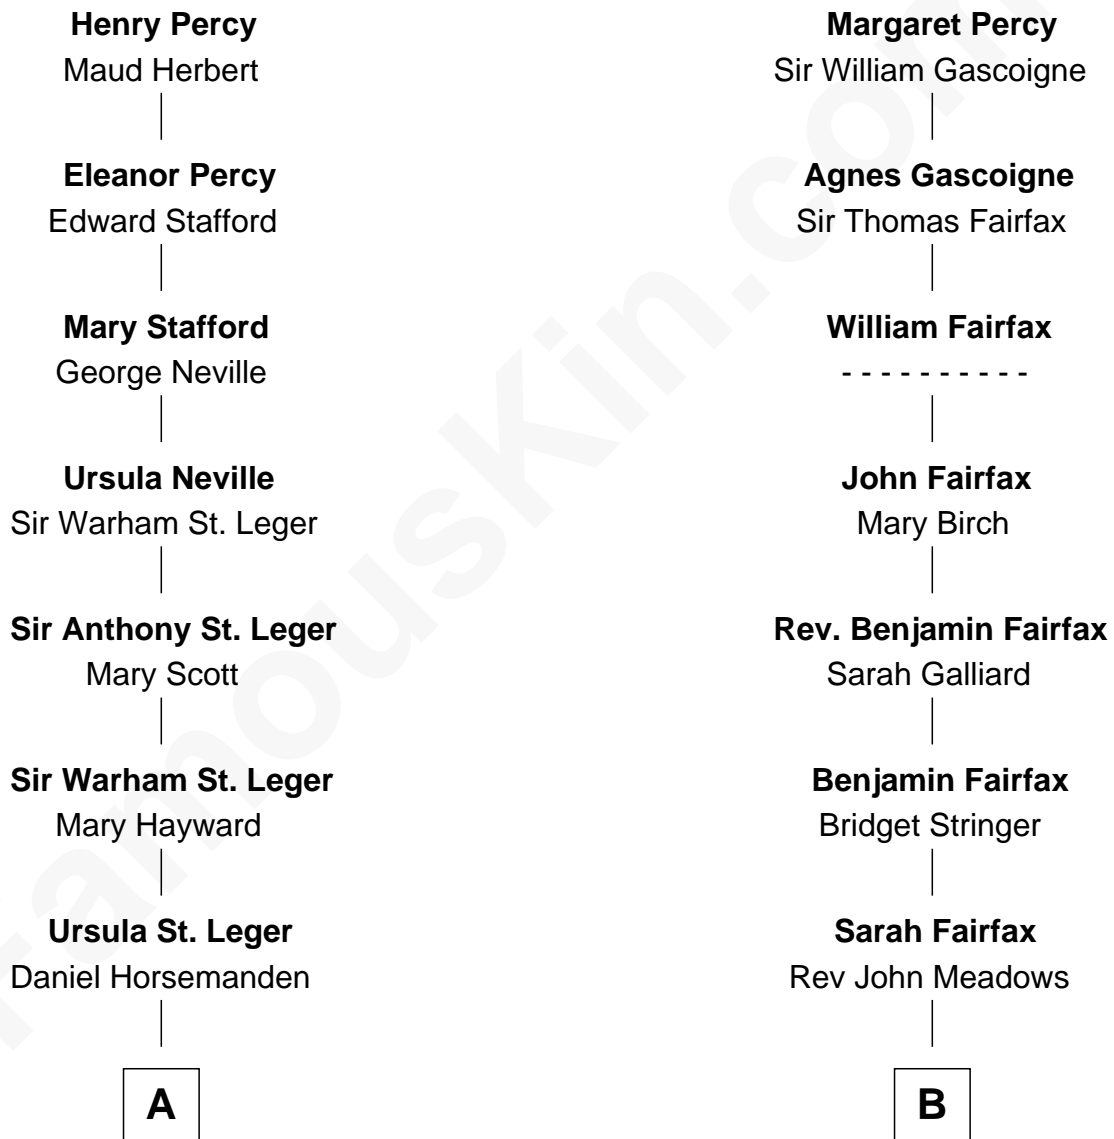 Henry Percy
Maud Herbert
Eleanor Percy
Edward Stafford
Mary Stafford
George Neville
Ursula Neville
Sir Warham St. Leger
Sir Anthony St. Leger
Mary Scott
Sir Warham St. Leger
Mary Hayward
Ursula St. Leger
Daniel Horsemanden
A
Margaret Percy
Sir William Gascoigne
Agnes Gascoigne
Sir Thomas Fairfax
William Fairfax
- - - - - - - - - -
John Fairfax
Mary Birch
Rev. Benjamin Fairfax
Sarah Galliard
Benjamin Fairfax
Bridget Stringer
Sarah Fairfax
Rev John Meadows
B
FamousKin.com